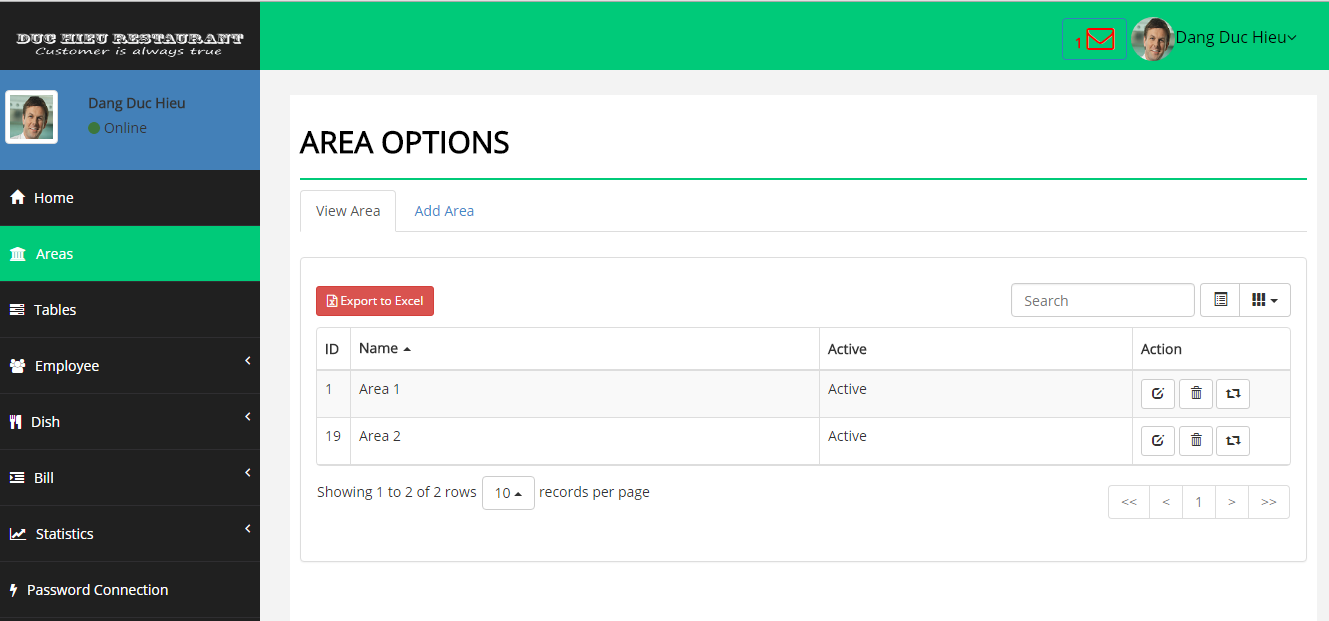 DUC HIEU RESTAURANT
Customer is always true
1
Dang Duc Hieu
Dang Duc Hieu
Online
Home
Areas
Tables
Employee
Dish
Bill
Statistics
Password Connection
AREA OPTIONS
View Area Add Area
Export to Excel
Search
ID Name Active Action
1 Area 1 Active
19 Area 2 Active
Showing 1 to 2 of 2 rows 10 records per page
<< < 1 > >>